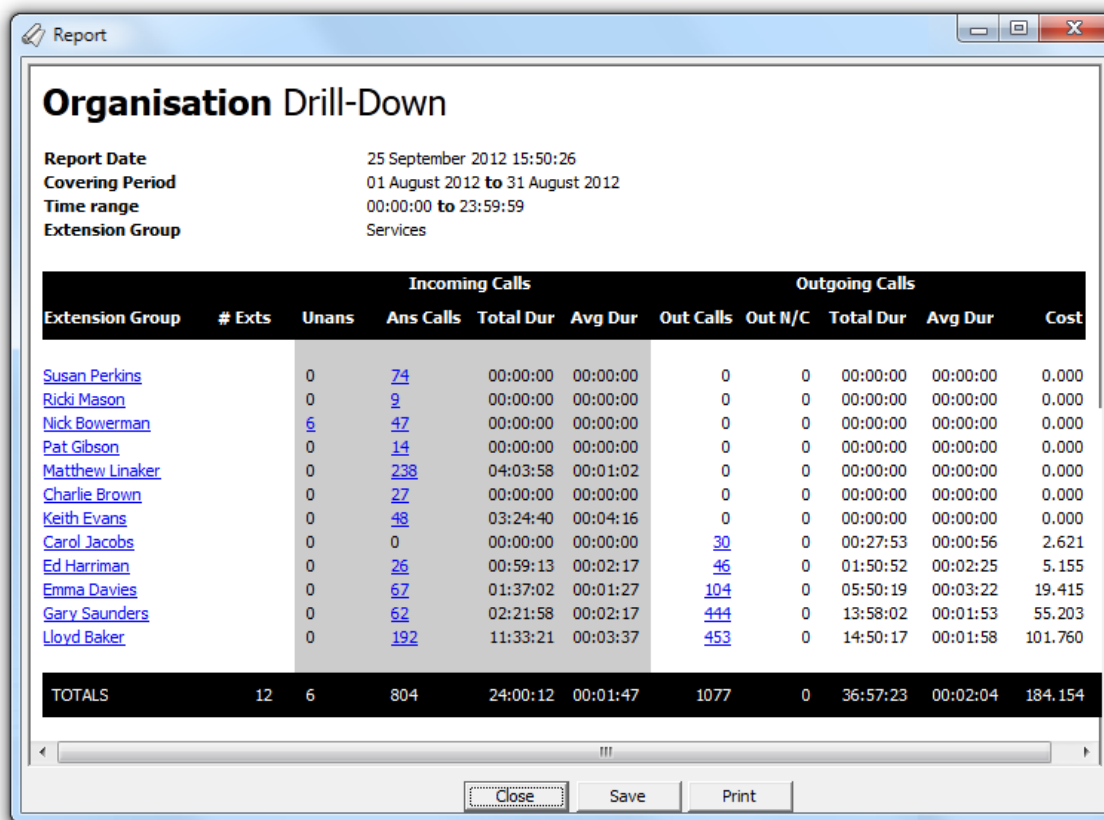 Report
Organisation Drill-Down
Report Date 25 September 2012 15:50:26
Covering Period 01 August 2012 to 31 August 2012
Time range 00:00:00 to 23:59:59
Extension Group Services
Incoming Calls Outgoing Calls
Extension Group # Exts Unans Ans Calls Total Dur Avg Dur Out Calls Out N/C Total Dur Avg Dur Cost
Susan Perkins 0 74 00:00:00 00:00:00 0 0 00:00:00 00:00:00 0.000
Ricki Mason 0 9 00:00:00 00:00:00 0 0 00:00:00 00:00:00 0.000
Nick Bowerman 6 47 00:00:00 00:00:00 0 0 00:00:00 00:00:00 0.000
Pat Gibson 0 14 00:00:00 00:00:00 0 0 00:00:00 00:00:00 0.000
Matthew Linaker 0 238 04:03:58 00:01:02 0 0 00:00:00 00:00:00 0.000
Charlie Brown 0 27 00:00:00 00:00:00 0 0 00:00:00 00:00:00 0.000
Keith Evans 0 48 03:24:40 00:04:16 0 0 00:00:00 00:00:00 0.000
Carol Jacobs 0 0 00:00:00 00:00:00 30 0 00:27:53 00:00:56 2.621
Ed Harriman 0 26 00:59:13 00:02:17 46 0 01:50:52 00:02:25 5.155
Emma Davies 0 67 01:37:02 00:01:27 104 0 05:50:19 00:03:22 19.415
Gary Saunders 0 62 02:21:58 00:02:17 444 0 13:58:02 00:01:53 55.203
Lloyd Baker 0 192 11:33:21 00:03:37 453 0 14:50:17 00:01:58 101.760
TOTALS 12 6 804 24:00:12 00:01:47 1077 0 36:57:23 00:02:04 184.154
Close Save Print